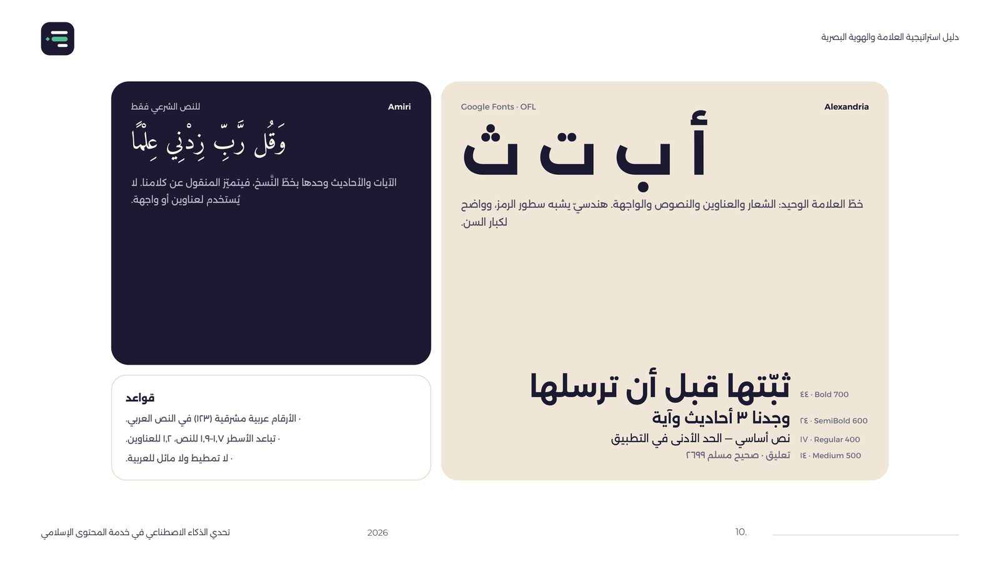 دليل استراتيجية العلامة والهوية البصرية
Alexandria
Google Fonts · OFL
أ ب ت ث
خطّ العلامة الوحيد: الشعار والعناوين والنصوص والواجهة. هندسيّ يشبه سطور الرمز، وواضح
لكبار السن.
٤٤ · Bold 700
ثبّتها قبل أن ترسلها
٢٤ · SemiBold 600
وجدنا ٣ أحاديث وآية
١٧ · Regular 400
نص أساسي — الحد الأدنى في التطبيق
١٤ · Medium 500
تعليق · صحيح مسلم ٢٦٩٩
Amiri
للنص الشرعي فقط
وَقُل رَّبِّ زِدْنِي عِلْمًا
الآيات والأحاديث وحدها بخطّ النَّسخ، فيتميّز المنقول عن كلامنا. لا
يُستخدم لعناوين أو واجهة.
قواعد
· الأرقام عربية مشرقية (١٢٣) في النص العربي.
· تباعد الأسطر ١,٧–١,٩ للنص، ١,٢ للعناوين.
· لا تمطيط ولا مائل للعربية.
10.
2026
تحدي الذكاء الاصطناعي في خدمة المحتوى الإسلامي